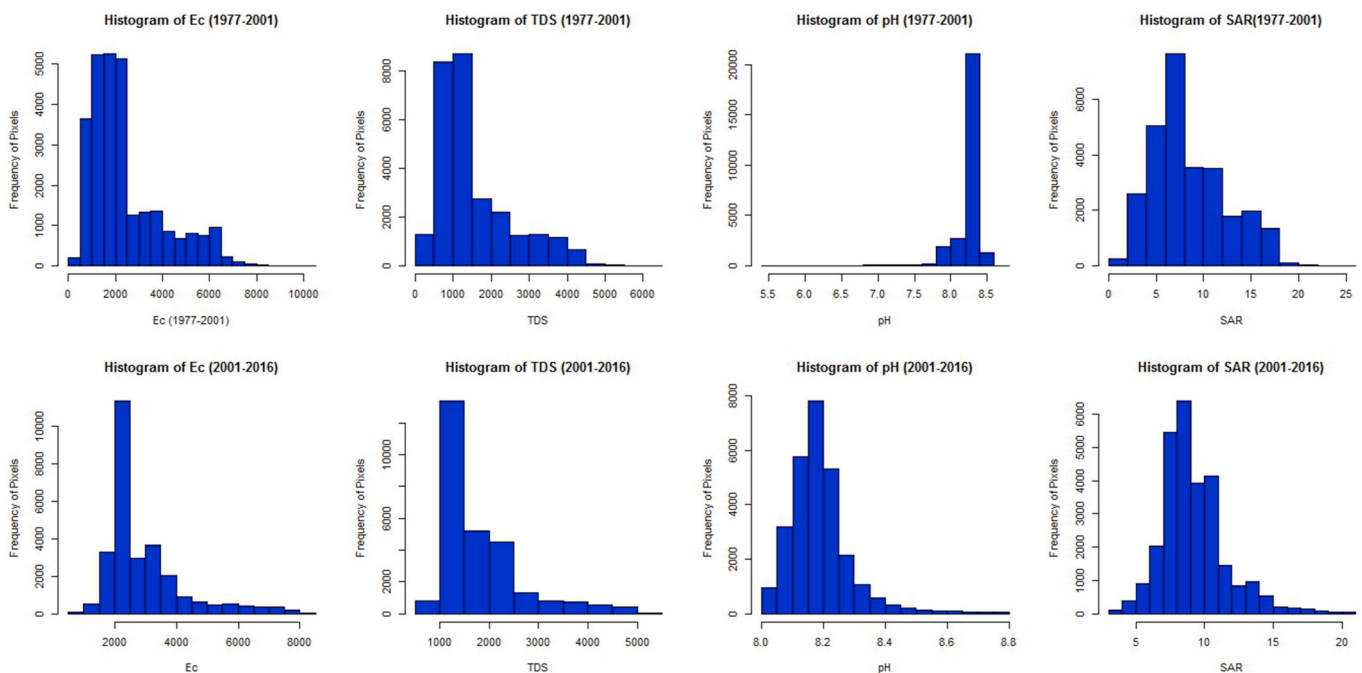 Histogram of Ec (1977-2001)
Frequency of Pixels
0 1000 2000 3000 4000 5000
0 2000 4000 6000 8000 10000
Ec (1977-2001)
Histogram of TDS (1977-2001)
Frequency of Pixels
0 2000 4000 6000 8000
0 1000 2000 3000 4000 5000 6000
TDS
Histogram of pH (1977-2001)
Frequency of Pixels
0 5000 10000 15000 20000
5.5 6.0 6.5 7.0 7.5 8.0 8.5
pH
Histogram of SAR(1977-2001)
Frequency of Pixels
0 2000 4000 6000
0 5 10 15 20 25
SAR
Histogram of Ec (2001-2016)
Frequency of Pixels
0 2000 4000 6000 8000 10000
2000 4000 6000 8000
Ec
Histogram of TDS (2001-2016)
Frequency of Pixels
0 2000 4000 6000 10000
1000 2000 3000 4000 5000
TDS
Histogram of pH (2001-2016)
Frequency of Pixels
0 2000 4000 6000 8000
8.0 8.2 8.4 8.6 8.8
pH
Histogram of SAR (2001-2016)
Frequency of Pixels
0 1000 2000 3000 4000 5000 6000
5 10 15 20
SAR